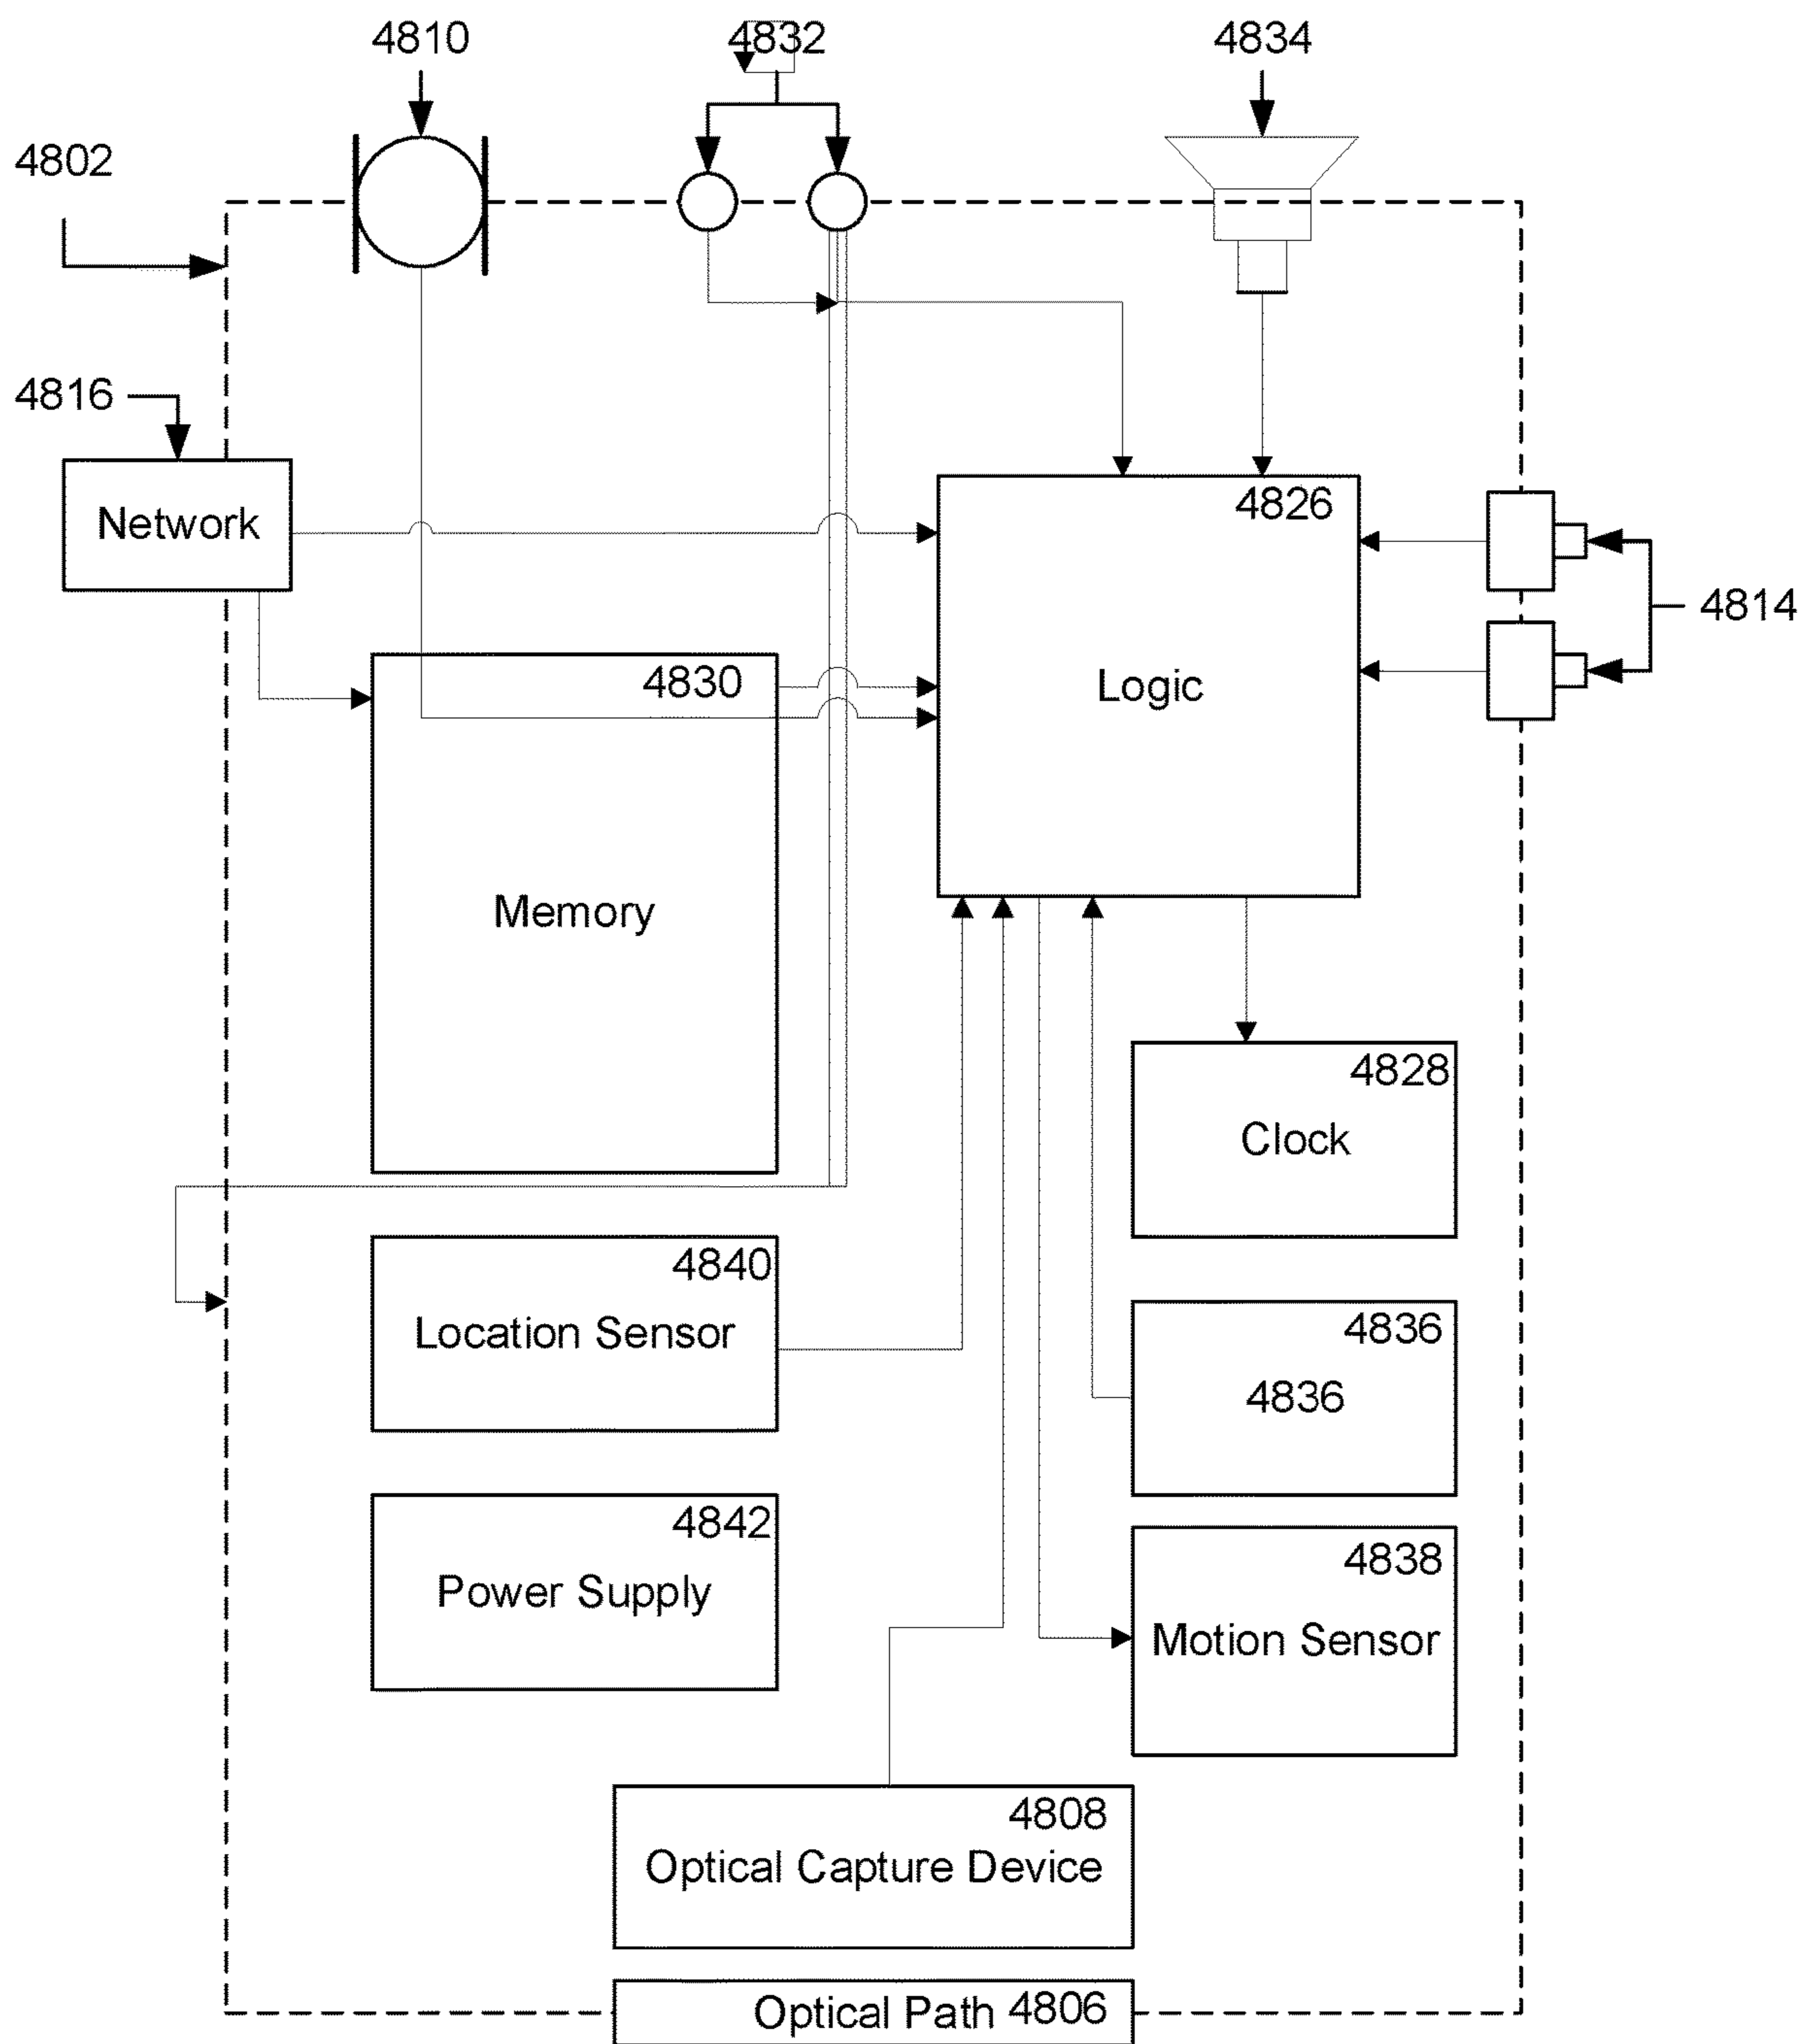 4810
4832
4834
4802
4816
Network
4826
Logic
4814
4830
Memory
4828
Clock
4840
Location Sensor
4836
4836
4842
Power Supply
4838
Motion Sensor
4808
Optical Capture Device
Optical Path 4806